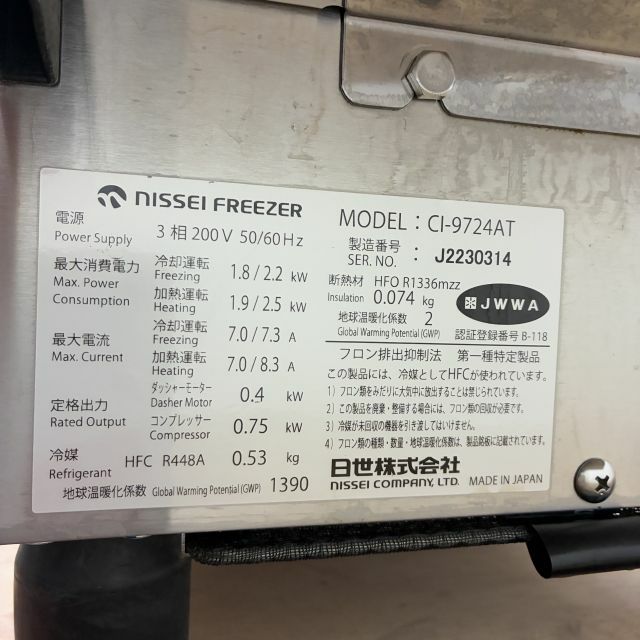 NISSEI FREEZER
MODEL : CI-9724AT
電源
Power Supply
3 相 200V 50/60Hz
製造番号
SER. NO. : J2230314
最大消費電力
Max. Power
Consumption
冷却運転
Freezing
1.8 / 2.2 kW
加熱運転
Heating
1.9 / 2.5 kW
断熱材
Insulation
HFO R1336mzz
0.074 kg
地球温暖化係数
Global Warming Potential (GWP)
2
JWWA
認証登録番号 B-118
最大電流
Max. Current
冷却運転
Freezing
7.0 / 7.3 A
加熱運転
Heating
7.0 / 8.3 A
フロン排出抑制法 第一種特定製品
この製品には、冷媒としてHFCが使われています。
1) フロン類をみだりに大気中に放出することは禁じられています。
2) この製品を廃棄・整備する場合には、フロン類の回収が必要です。
3) 冷媒が未回収の機器を引き渡してはいけません。
4) フロン類の種類・数量・地球温暖化係数は、製品銘板に記載されています。
定格出力
Rated Output
ダッシャーモーター
Dasher Motor
0.4 kW
コンプレッサー
Compressor
0.75 kW
冷媒
Refrigerant
HFC R448A 0.53 kg
地球温暖化係数 Global Warming Potential (GWP) 1390
日世株式会社
NISSEI COMPANY, LTD. MADE IN JAPAN